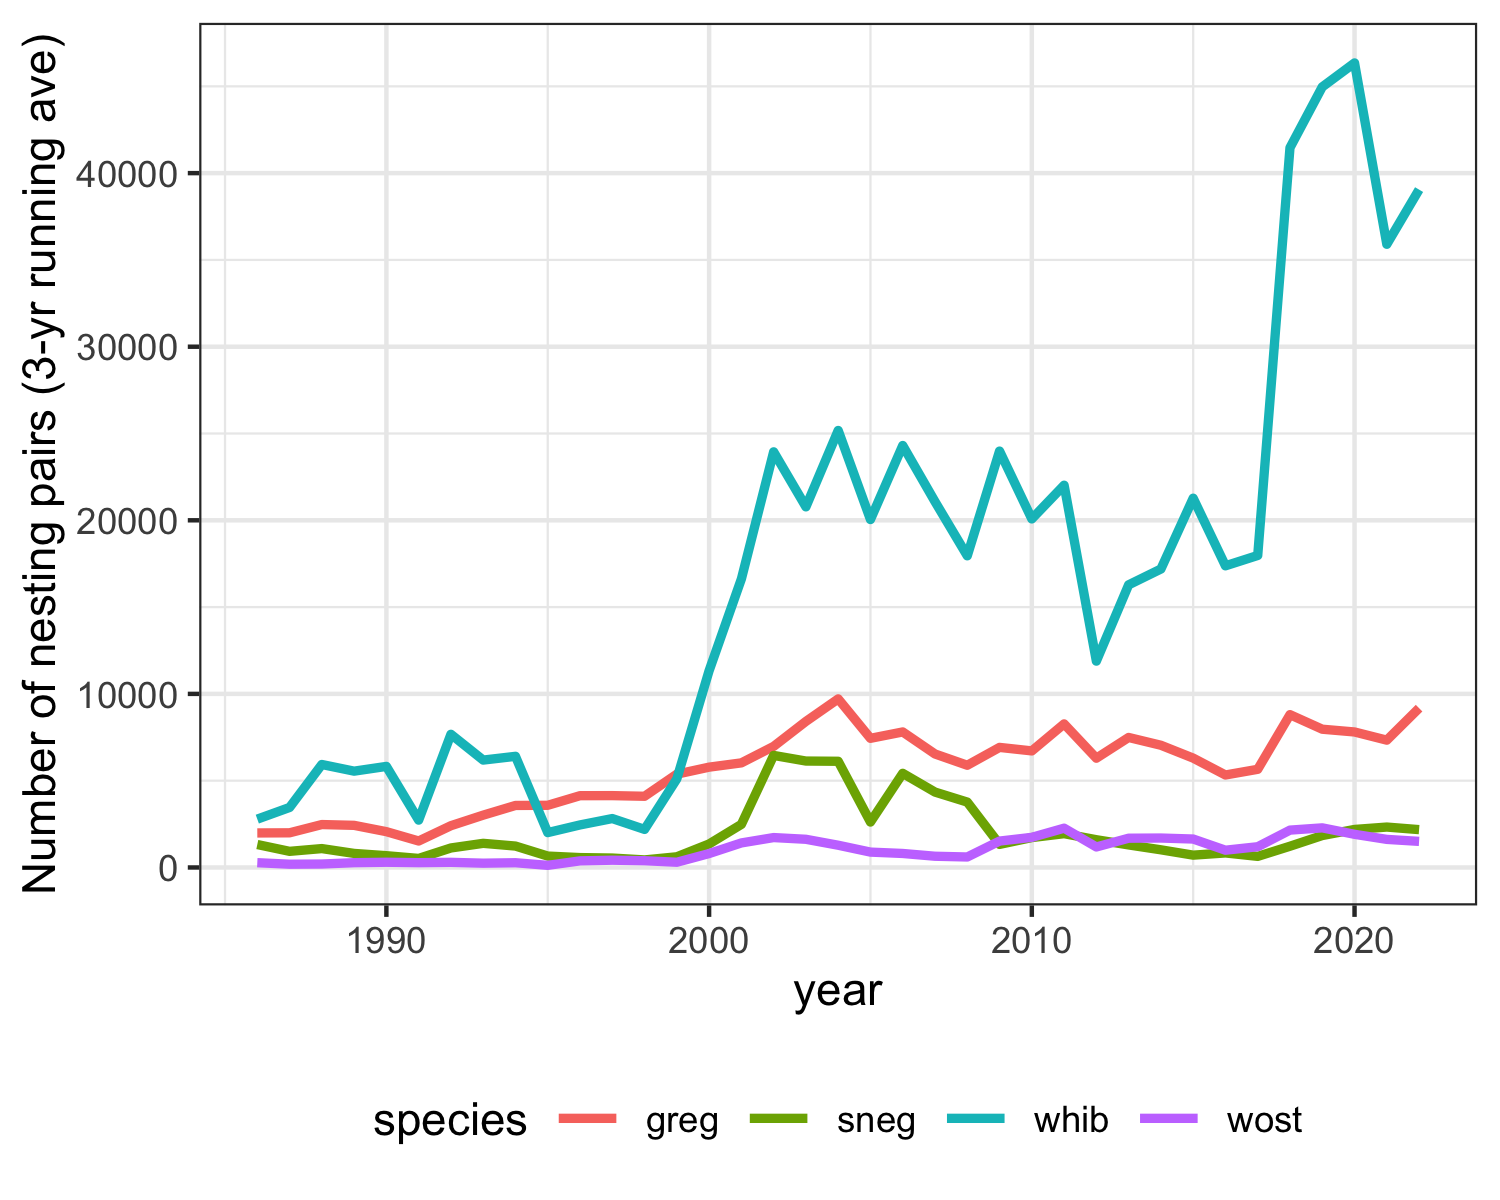 Number of nesting pairs (3-yr running ave)
40000
30000
20000
10000
0
1990 2000 2010 2020
year
species greg sneg whib wost